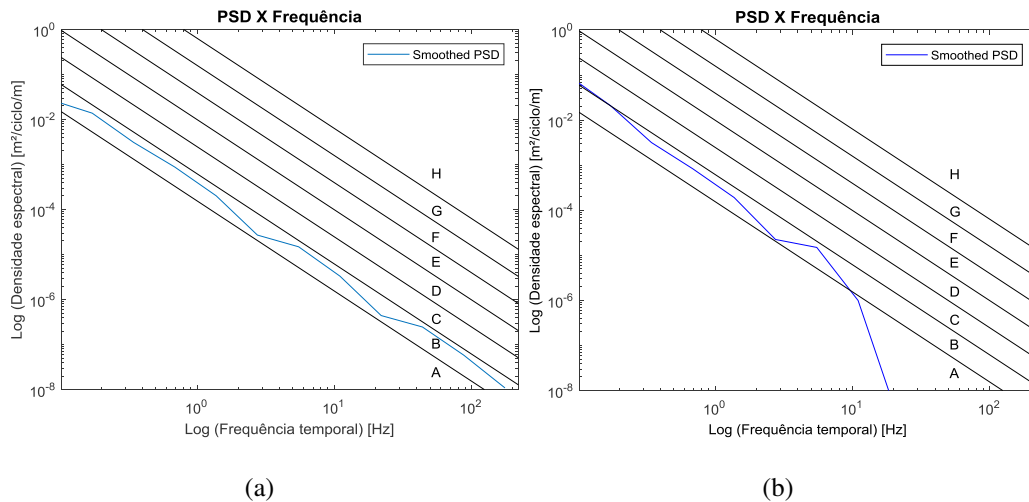 PSD X Frequência
Smoothed PSD
Log (Densidade espectral) [m²/ciclo/m]
10^0
10^-2
10^-4
10^-6
10^-8
H
G
F
E
D
C
B
A
10^0
10^1
10^2
Log (Frequência temporal) [Hz]
(a)
PSD X Frequência
Smoothed PSD
Log (Densidade espectral) [m²/ciclo/m]
10^0
10^-2
10^-4
10^-6
10^-8
H
G
F
E
D
C
B
A
10^0
10^1
10^2
Log (Frequência temporal) [Hz]
(b)